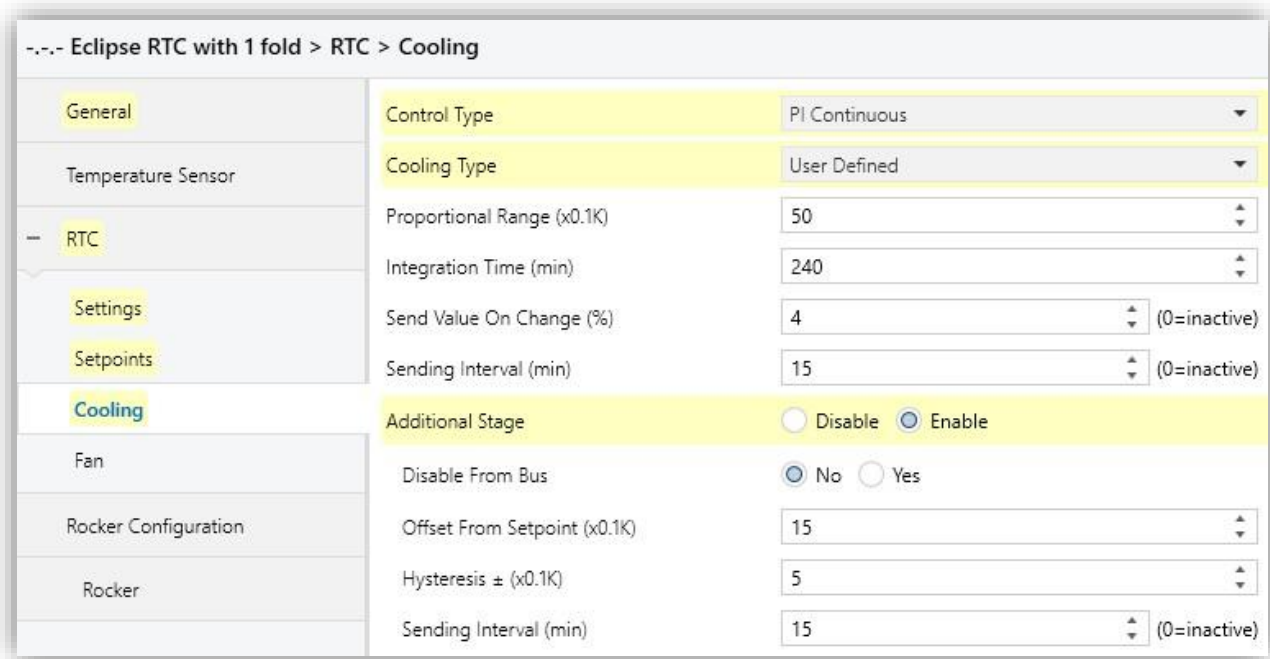 -.-.- Eclipse RTC with 1 fold > RTC > Cooling
General
Temperature Sensor
RTC
Settings
Setpoints
Cooling
Fan
Rocker Configuration
Rocker
Control Type PI Continuous
Cooling Type User Defined
Proportional Range (x0.1K) 50
Integration Time (min) 240
Send Value On Change (%) 4 (0=inactive)
Sending Interval (min) 15 (0=inactive)
Additional Stage Disable Enable
Disable From Bus No Yes
Offset From Setpoint (x0.1K) 15
Hysteresis ± (x0.1K) 5
Sending Interval (min) 15 (0=inactive)